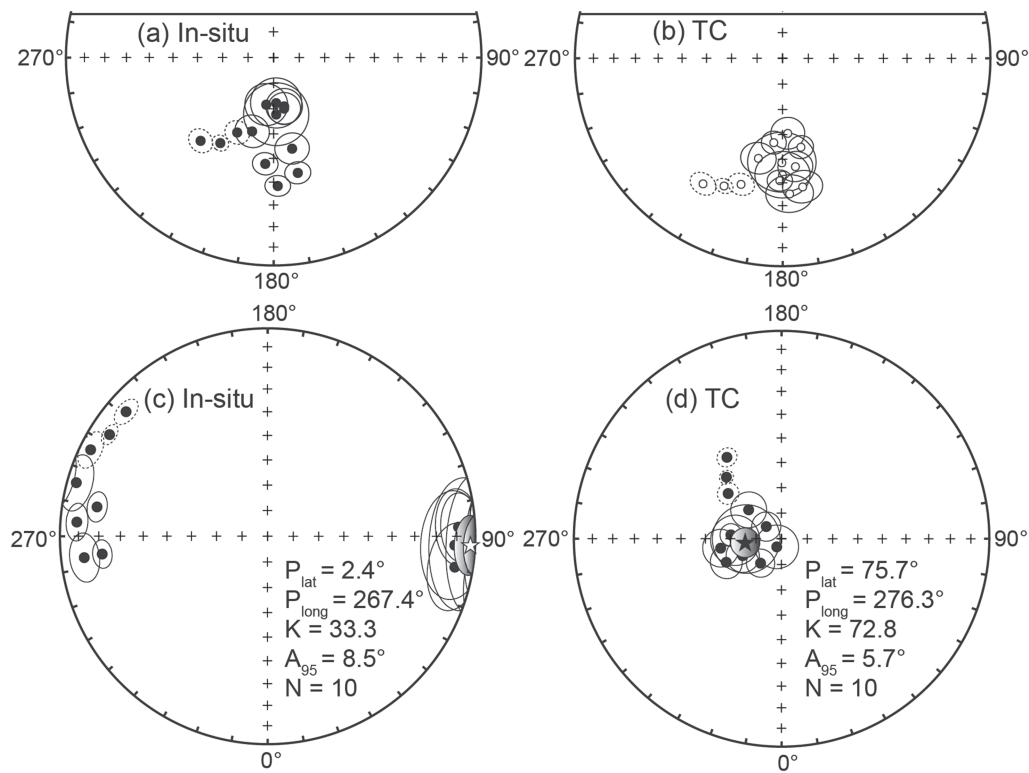 (a) In-situ
(b) TC
270°
90°
270°
90°
180°
180°
180°
180°
(c) In-situ
(d) TC
270°
90°
270°
90°
Plat = 2.4°
Plong = 267.4°
K = 33.3
A95 = 8.5°
N = 10
Plat = 75.7°
Plong = 276.3°
K = 72.8
A95 = 5.7°
N = 10
0°
0°